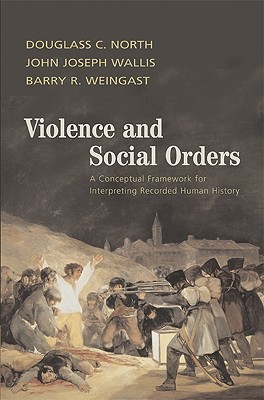 DOUGLASS C. NORTH
JOHN JOSEPH WALLIS
BARRY R. WEINGAST
Violence and
Social Orders
A Conceptual Framework for
Interpreting Recorded Human History